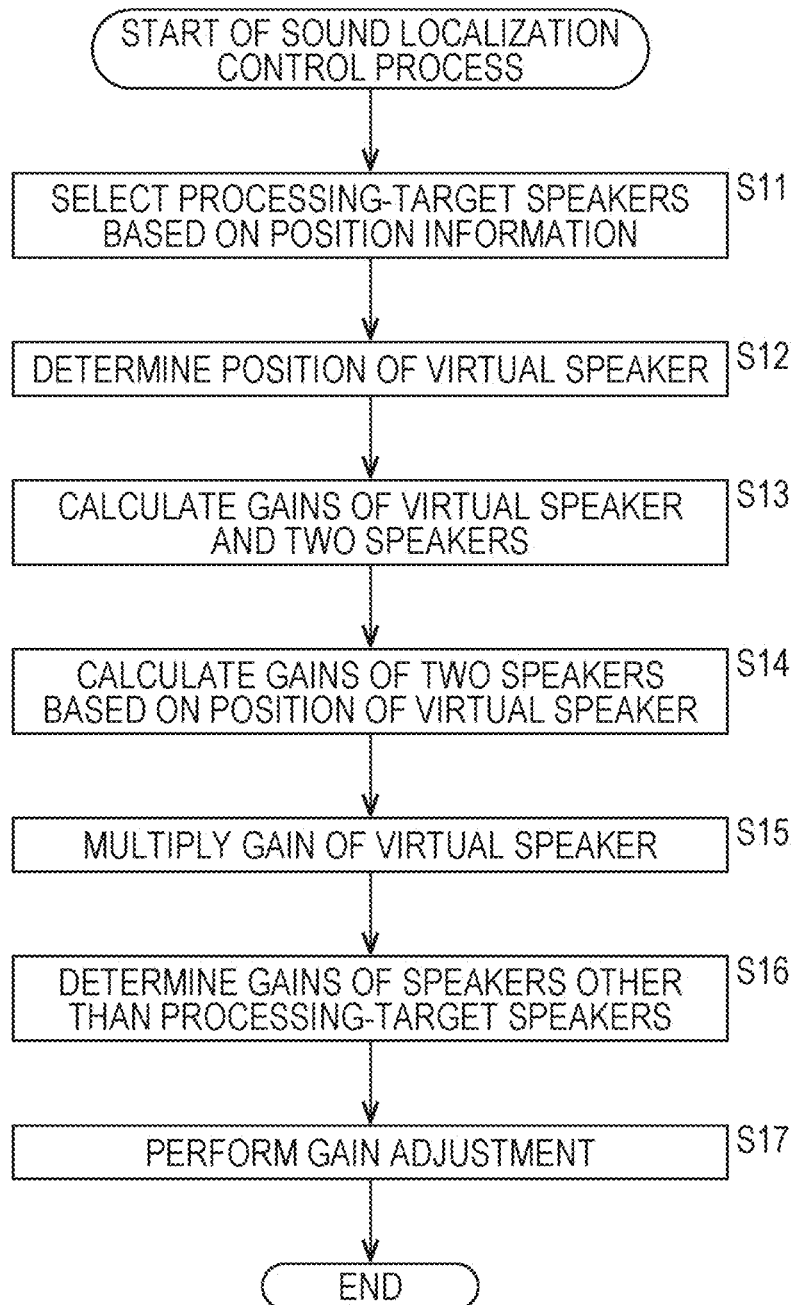 START OF SOUND LOCALIZATION
CONTROL PROCESS
SELECT PROCESSING-TARGET SPEAKERS
BASED ON POSITION INFORMATION
S11
DETERMINE POSITION OF VIRTUAL SPEAKER
S12
CALCULATE GAINS OF VIRTUAL SPEAKER
AND TWO SPEAKERS
S13
CALCULATE GAINS OF TWO SPEAKERS
BASED ON POSITION OF VIRTUAL SPEAKER
S14
MULTIPLY GAIN OF VIRTUAL SPEAKER
S15
DETERMINE GAINS OF SPEAKERS OTHER
THAN PROCESSING-TARGET SPEAKERS
S16
PERFORM GAIN ADJUSTMENT
S17
END